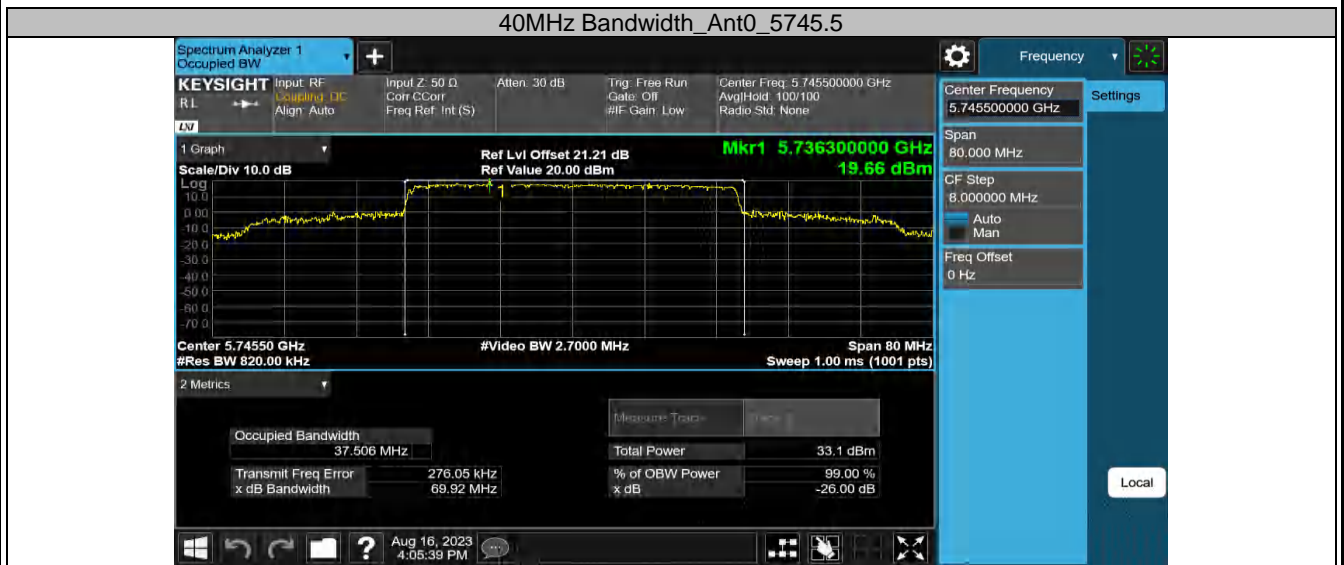 40MHz Bandwidth_Ant0_5745.5
Spectrum Analyzer 1
Occupied BW
+
Frequency
KEYSIGHT
RL
LXI
Input: RF
Coupling: DC
Align: Auto
Input Z: 50 Ω
Corr CCorr
Freq Ref: Int (S)
Atten: 30 dB
Trig: Free Run
Gate: Off
#IF Gain: Low
Center Freq: 5.745500000 GHz
Avg|Hold: 100/100
Radio Std: None
Center Frequency
5.745500000 GHz
Settings
Span
80.000 MHz
CF Step
8.000000 MHz
Auto
Man
Freq Offset
0 Hz
Local
1 Graph
Scale/Div 10.0 dB
Ref Lvl Offset 21.21 dB
Ref Value 20.00 dBm
Mkr1 5.736300000 GHz
19.66 dBm
Log
10.0
0.00
-10.0
-20.0
-30.0
-40.0
-50.0
-60.0
-70.0
1
Center 5.74550 GHz
#Res BW 820.00 kHz
#Video BW 2.7000 MHz
Span 80 MHz
Sweep 1.00 ms (1001 pts)
2 Metrics
Measure Trace
Occupied Bandwidth
37.506 MHz
Total Power 33.1 dBm
Transmit Freq Error 276.05 kHz
% of OBW Power 99.00 %
x dB Bandwidth 69.92 MHz
x dB -26.00 dB
?
Aug 16, 2023
4:05:39 PM